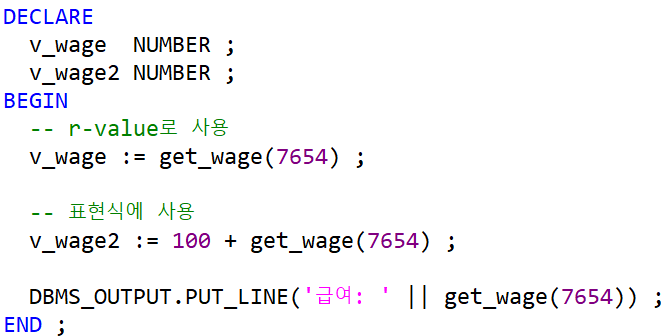 DECLARE
  v_wage  NUMBER ;
  v_wage2 NUMBER ;
BEGIN
  -- r-value로 사용
  v_wage := get_wage(7654) ;
  -- 표현식에 사용
  v_wage2 := 100 + get_wage(7654) ;
  DBMS_OUTPUT.PUT_LINE('급여: ' || get_wage(7654)) ;
END ;